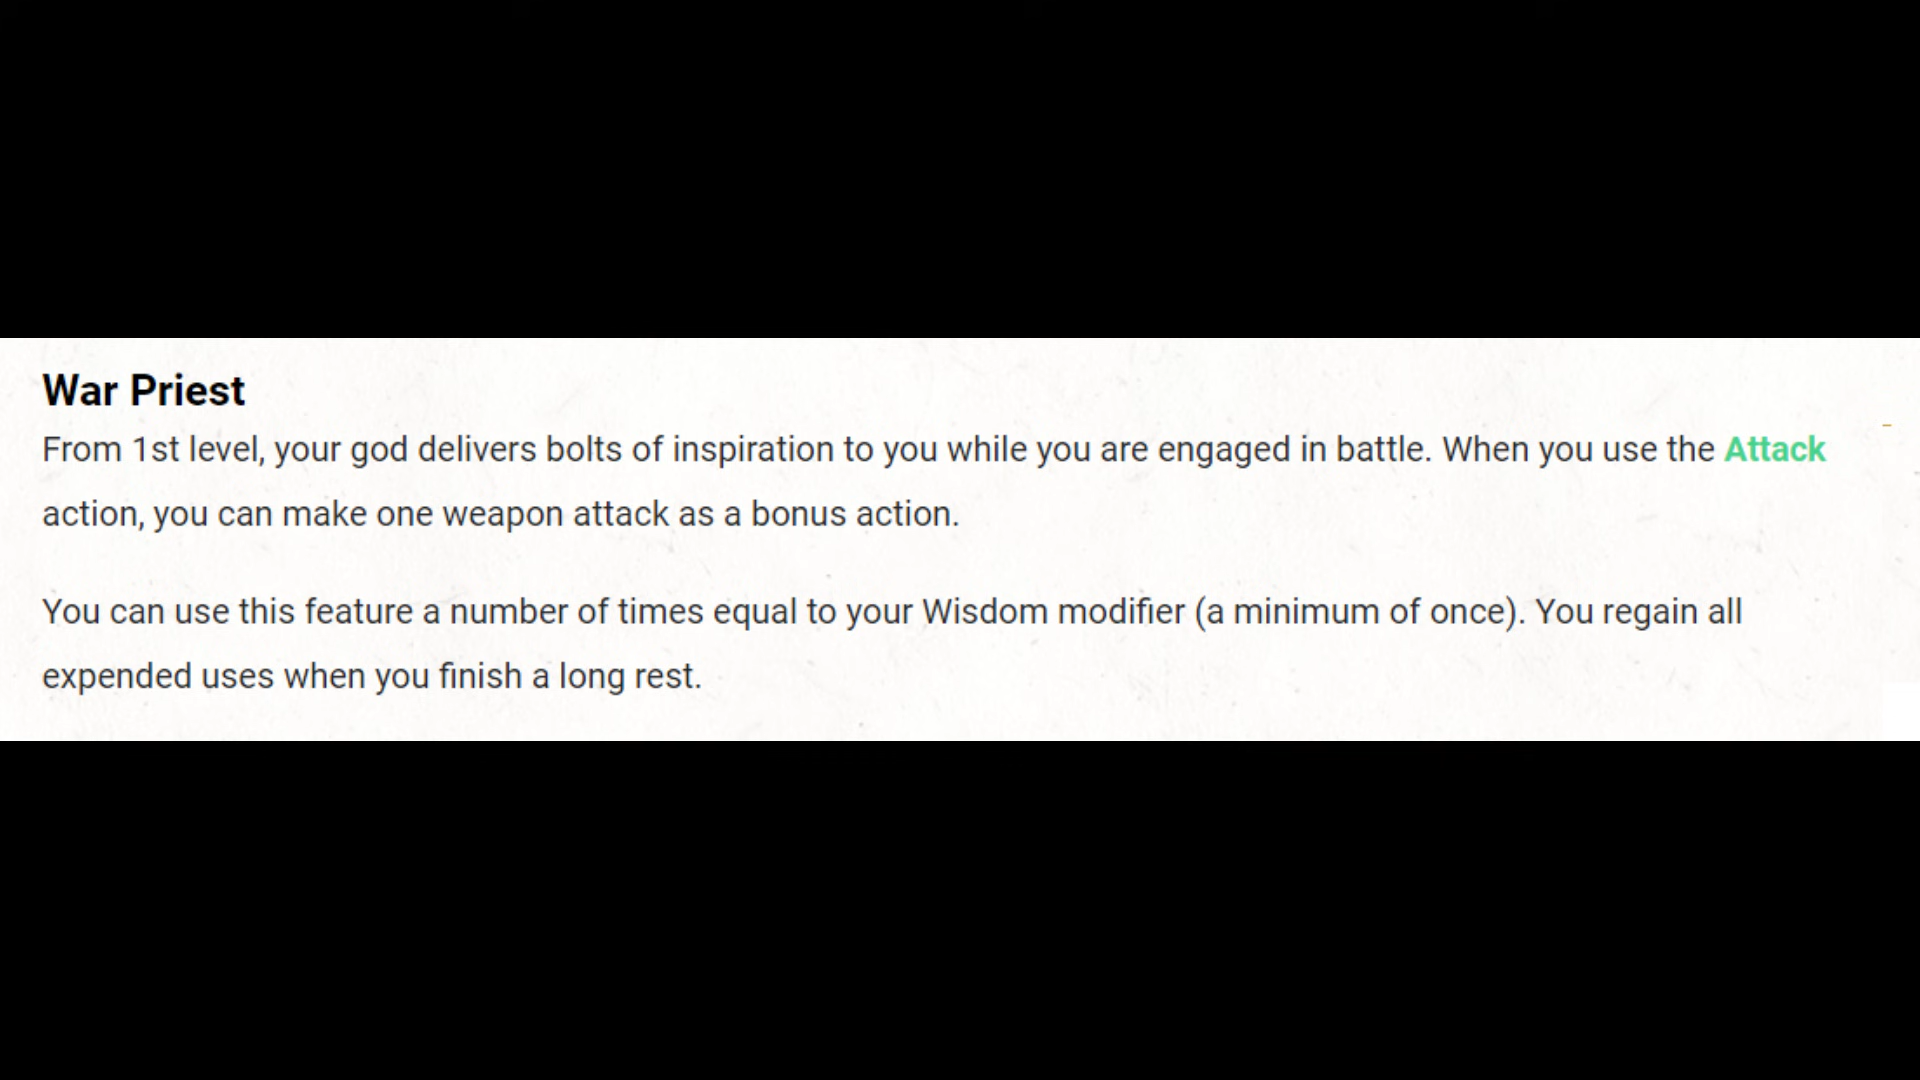 War Priest
From 1st level, your god delivers bolts of inspiration to you while you are engaged in battle. When you use the Attack
action, you can make one weapon attack as a bonus action.
You can use this feature a number of times equal to your Wisdom modifier (a minimum of once). You regain all
expended uses when you finish a long rest.